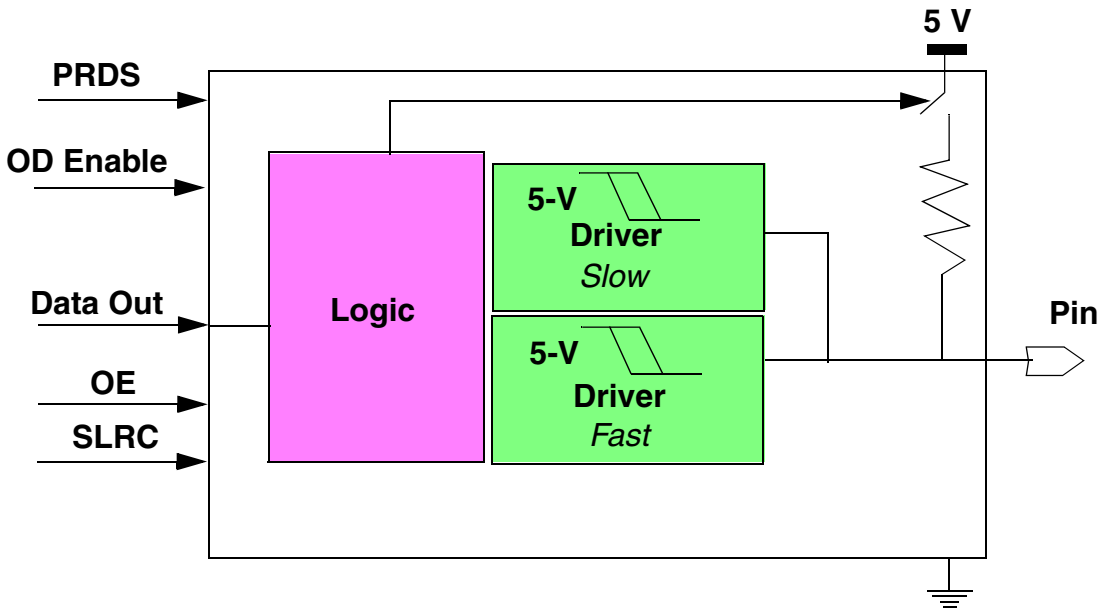 5 V
PRDS
OD Enable
Data Out
OE
SLRC
Logic
5-V
Driver
Slow
5-V
Driver
Fast
Pin